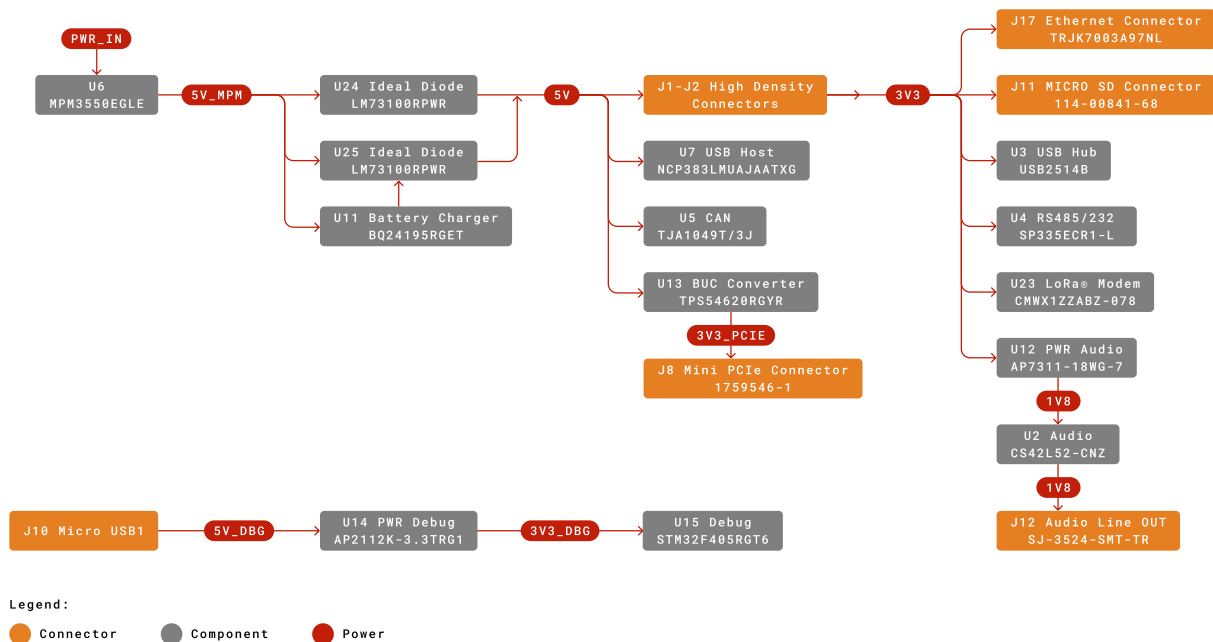 PWR_IN
U6
MPM3550EGLE
5V_MPM
U24 Ideal Diode
LM73100RPWR
U25 Ideal Diode
LM73100RPWR
U11 Battery Charger
BQ24195RGET
5V
J1-J2 High Density
Connectors
U7 USB Host
NCP383LMUAJAATXG
U5 CAN
TJA1049T/3J
U13 BUC Converter
TPS54620RGYR
3V3_PCIE
J8 Mini PCIe Connector
1759546-1
3V3
J17 Ethernet Connector
TRJK7003A97NL
J11 MICRO SD Connector
114-00841-68
U3 USB Hub
USB2514B
U4 RS485/232
SP335ECR1-L
U23 LoRa® Modem
CMWX1ZZABZ-078
U12 PWR Audio
AP7311-18WG-7
1V8
U2 Audio
CS42L52-CNZ
1V8
J12 Audio Line OUT
SJ-3524-SMT-TR
J10 Micro USB1
5V_DBG
U14 PWR Debug
AP2112K-3.3TRG1
3V3_DBG
U15 Debug
STM32F405RGT6
Legend:
Connector
Component
Power